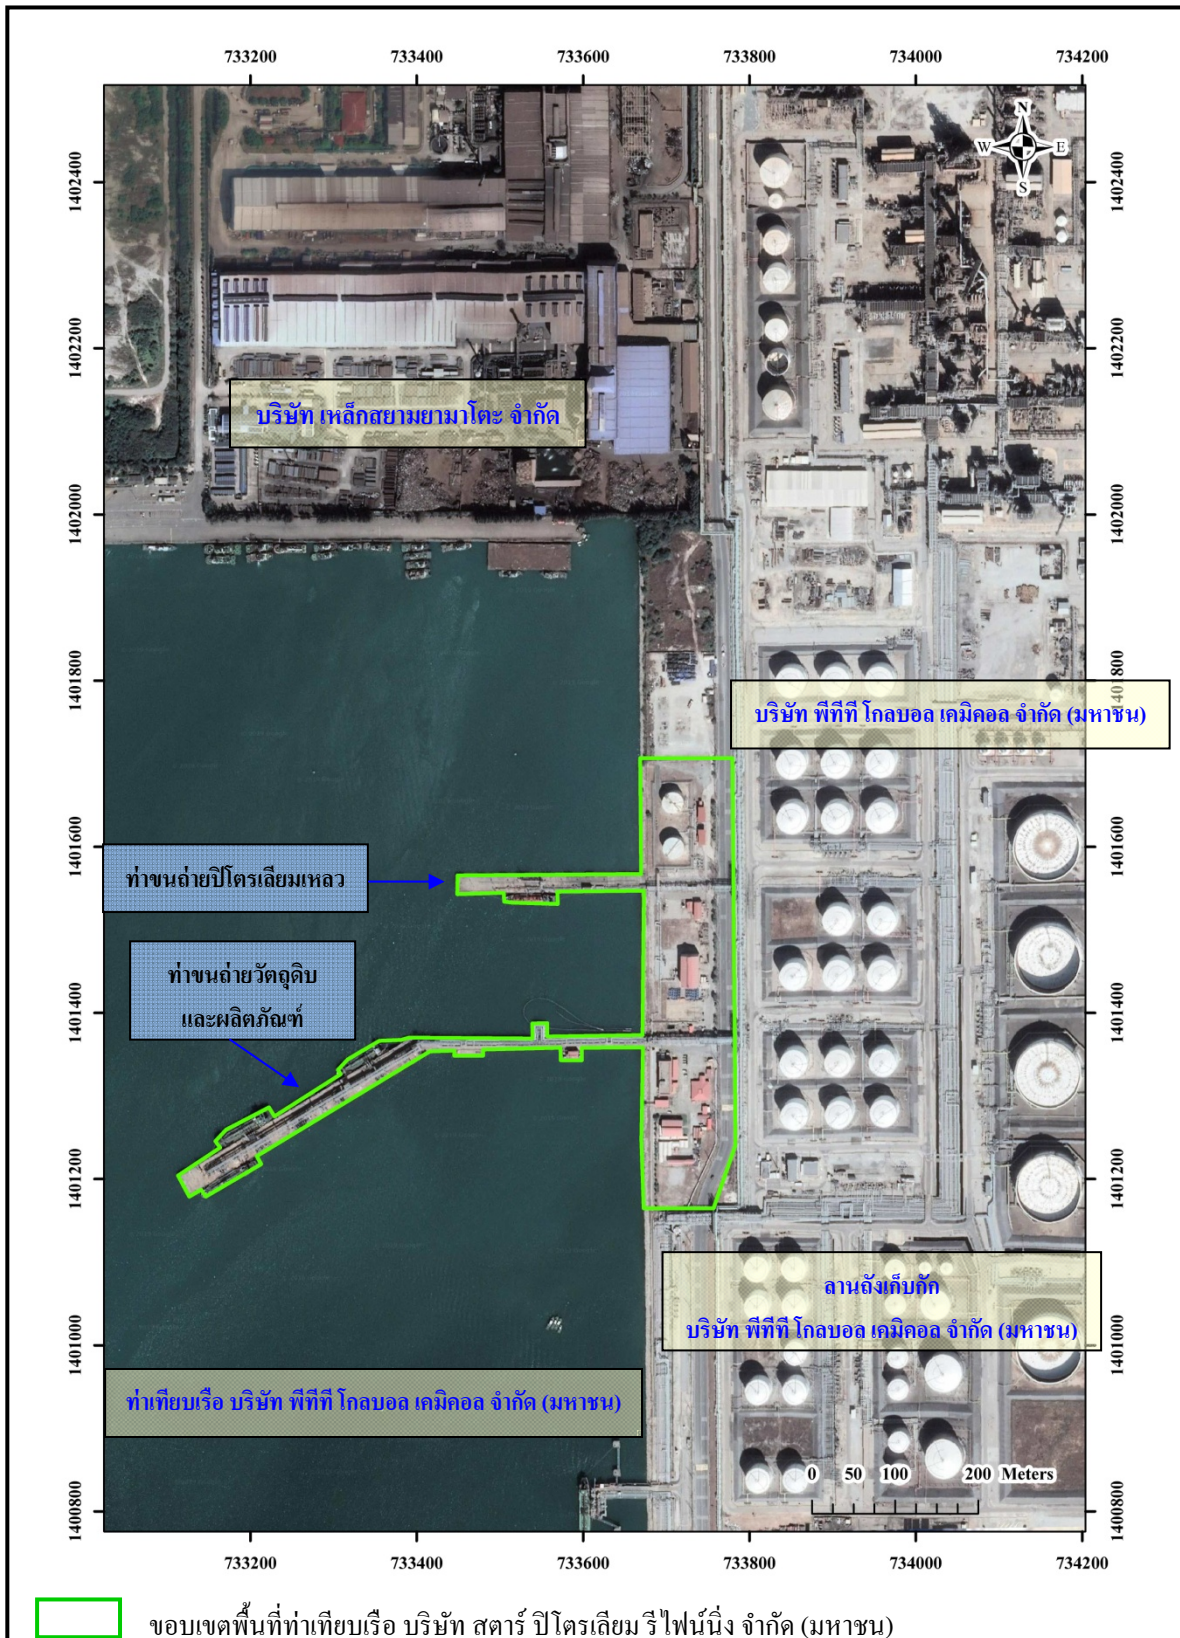 733200 733400 733600 733800 734000 734200
N
W E
S
1402400 1402400
1402200 1402200
บริษัท เหล็กสยามยามาโตะ จำกัด
1402000 1402000
1401800 1401800
บริษัท พีทีที โกลบอล เคมิคอล จำกัด (มหาชน)
1401600 1401600
ท่าขนถ่ายปิโตรเลียมเหลว
ท่าขนถ่ายวัตถุดิบ
และผลิตภัณฑ์
1401400 1401400
1401200 1401200
ลานถังเก็บกัก
บริษัท พีทีที โกลบอล เคมิคอล จำกัด (มหาชน)
1401000 1401000
ท่าเทียบเรือ บริษัท พีทีที โกลบอล เคมิคอล จำกัด (มหาชน)
0 50 100 200 Meters
1400800 1400800
733200 733400 733600 733800 734000 734200
ขอบเขตพื้นที่ท่าเทียบเรือ บริษัท สตาร์ ปิโตรเลียม รีไฟน์นิ่ง จำกัด (มหาชน)